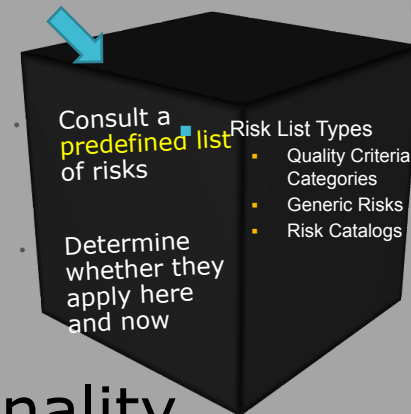 Consult a
predefined list
of risks
Determine
whether they
apply here
and now
Risk List Types
Quality Criteria
Categories
Generic Risks
Risk Catalogs
nality